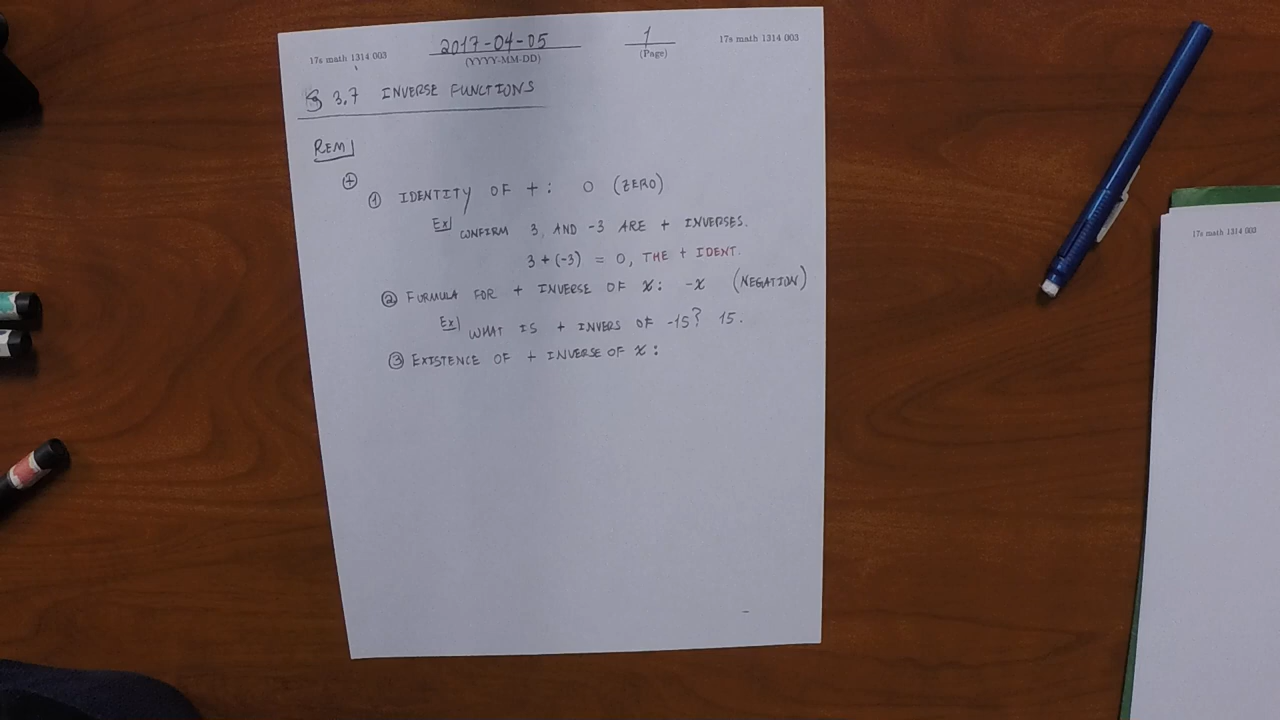 17s math 1314 003 2017-04-05 1 17s math 1314 003
(YYYY-MM-DD) (Page)
§ 3.7 INVERSE FUNCTIONS
REM
+
① IDENTITY OF + : 0 (ZERO)
EX CONFIRM 3 AND -3 ARE + INVERSES.
3 + (-3) = 0, THE + IDENT.
② FORMULA FOR + INVERSE OF x : -x (NEGATION)
EX WHAT IS + INVERS OF -15? 15.
③ EXISTENCE OF + INVERSE OF x :
17s math 1314 003